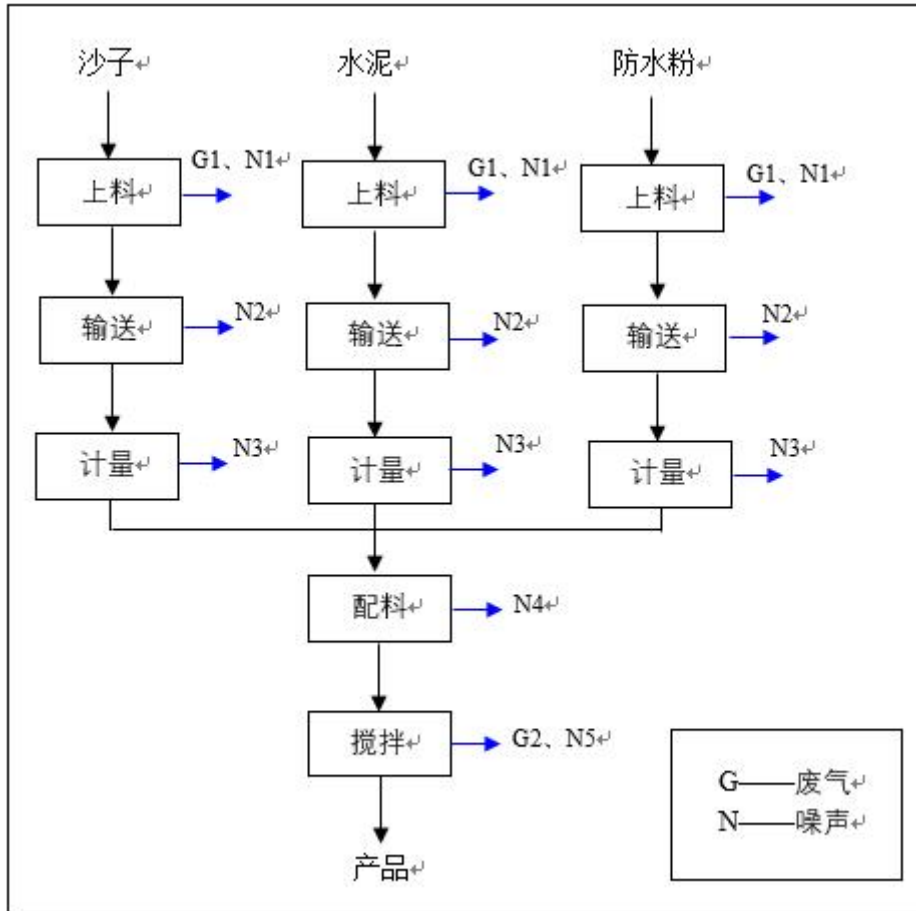 沙子 水泥 防水粉
G1、N1 G1、N1 G1、N1
上料 上料 上料
N2 N2 N2
输送 输送 输送
N3 N3 N3
计量 计量 计量
配料 N4
搅拌 G2、N5
G——废气
N——噪声
产品